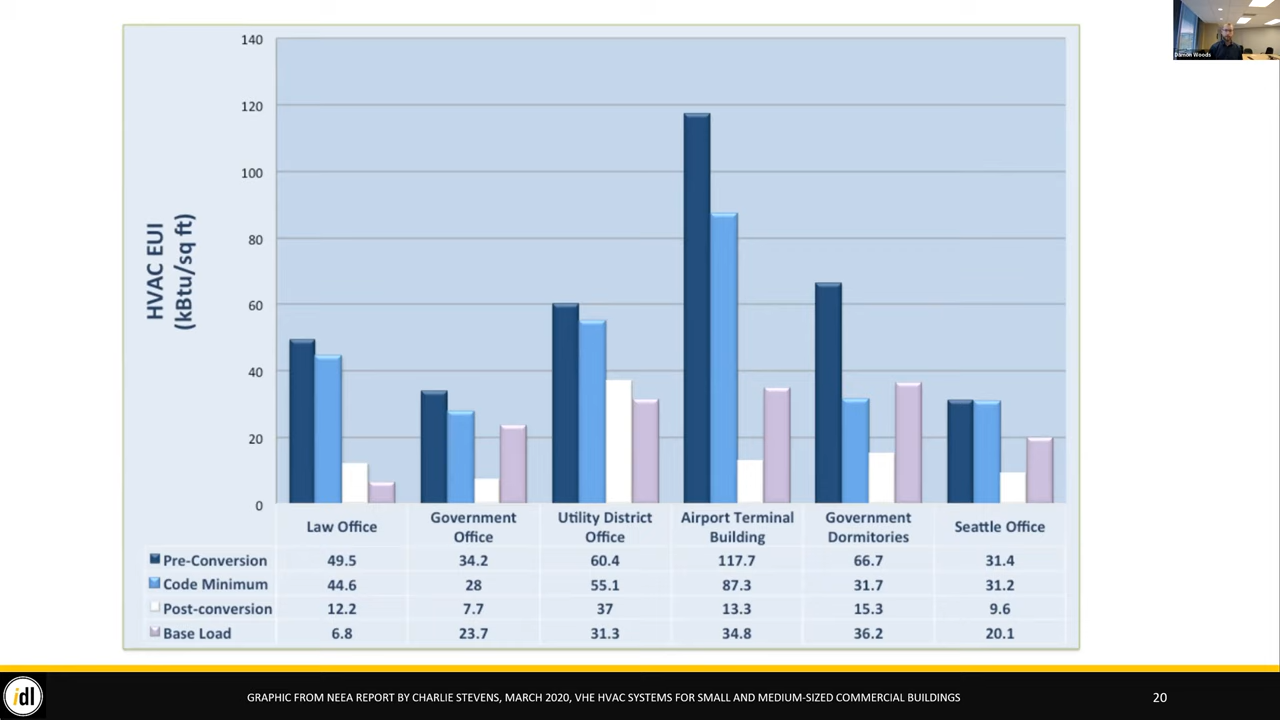 Damon Woods
140
120
100
80
60
40
20
0
HVAC EUI
(kBtu/sq ft)
Law Office
Government Office
Utility District Office
Airport Terminal Building
Government Dormitories
Seattle Office
Pre-Conversion 49.5 34.2 60.4 117.7 66.7 31.4
Code Minimum 44.6 28 55.1 87.3 31.7 31.2
Post-conversion 12.2 7.7 37 13.3 15.3 9.6
Base Load 6.8 23.7 31.3 34.8 36.2 20.1
idl
GRAPHIC FROM NEEA REPORT BY CHARLIE STEVENS, MARCH 2020, VHE HVAC SYSTEMS FOR SMALL AND MEDIUM-SIZED COMMERCIAL BUILDINGS
20